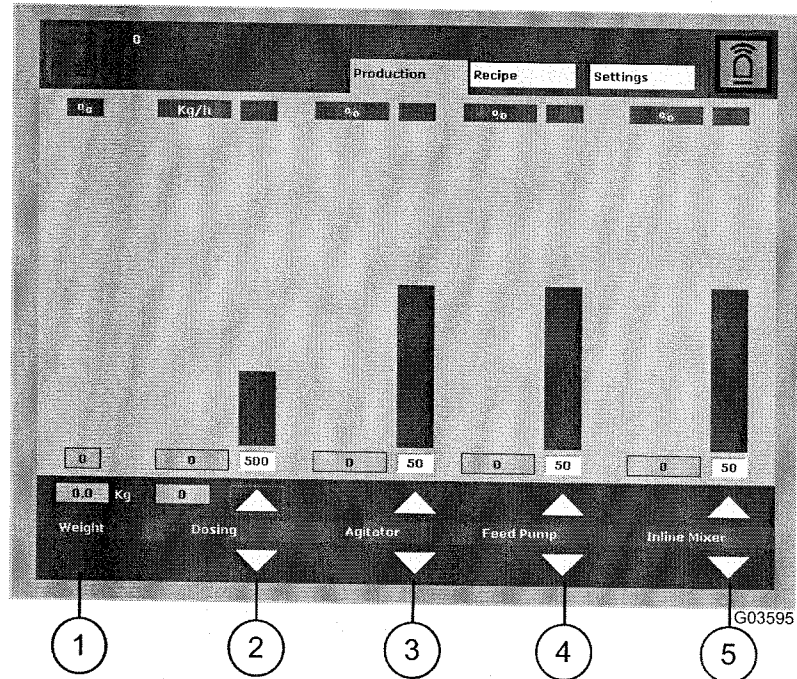 0
Production Recipe Settings
% Kg/h % % %
0 0 500 0 50 0 50 0 50
0.0 Kg 0
Weight Dosing Agitator Feed Pump Inline Mixer
G03595
1 2 3 4 5